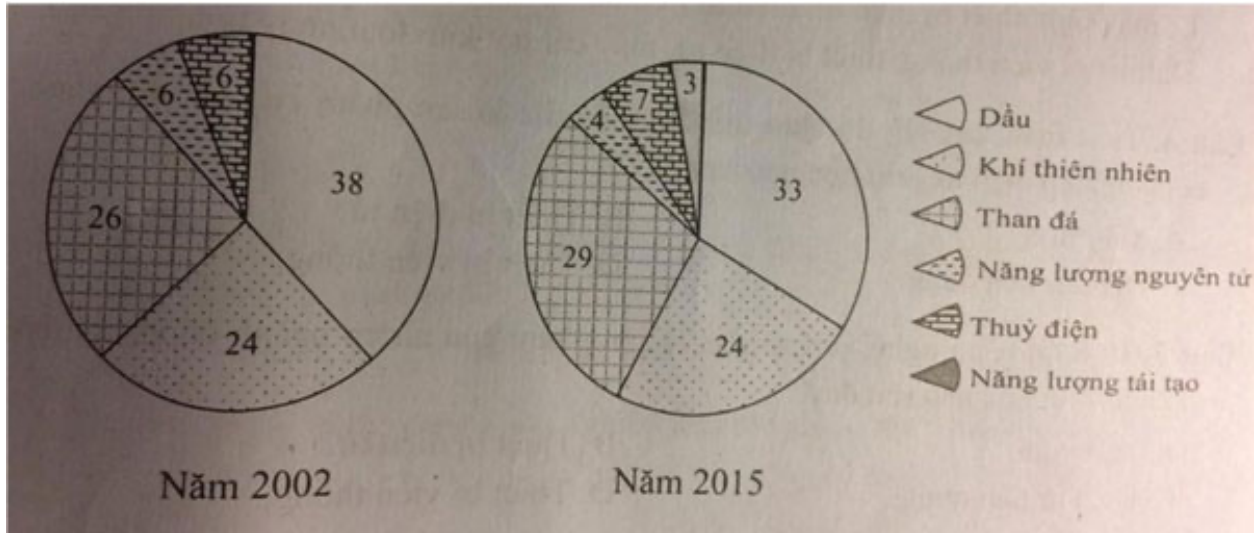 6
6
38
26
24
Năm 2002
3
7
4
33
29
24
Năm 2015
Dầu
Khí thiên nhiên
Than đá
Năng lượng nguyên tử
Thuỷ điện
Năng lượng tái tạo